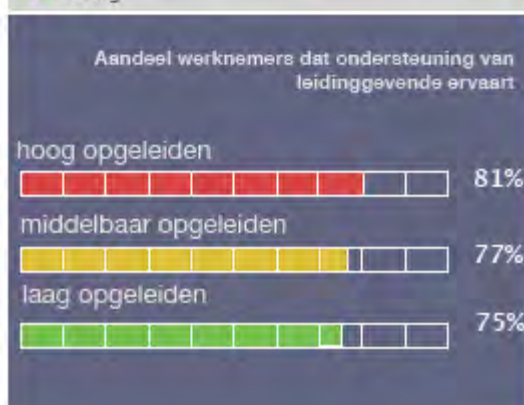 Aandeel werknemers dat ondersteuning van
leidinggevende ervaart
hoog opgeleiden
81%
middelbaar opgeleiden
77%
laag opgeleiden
75%